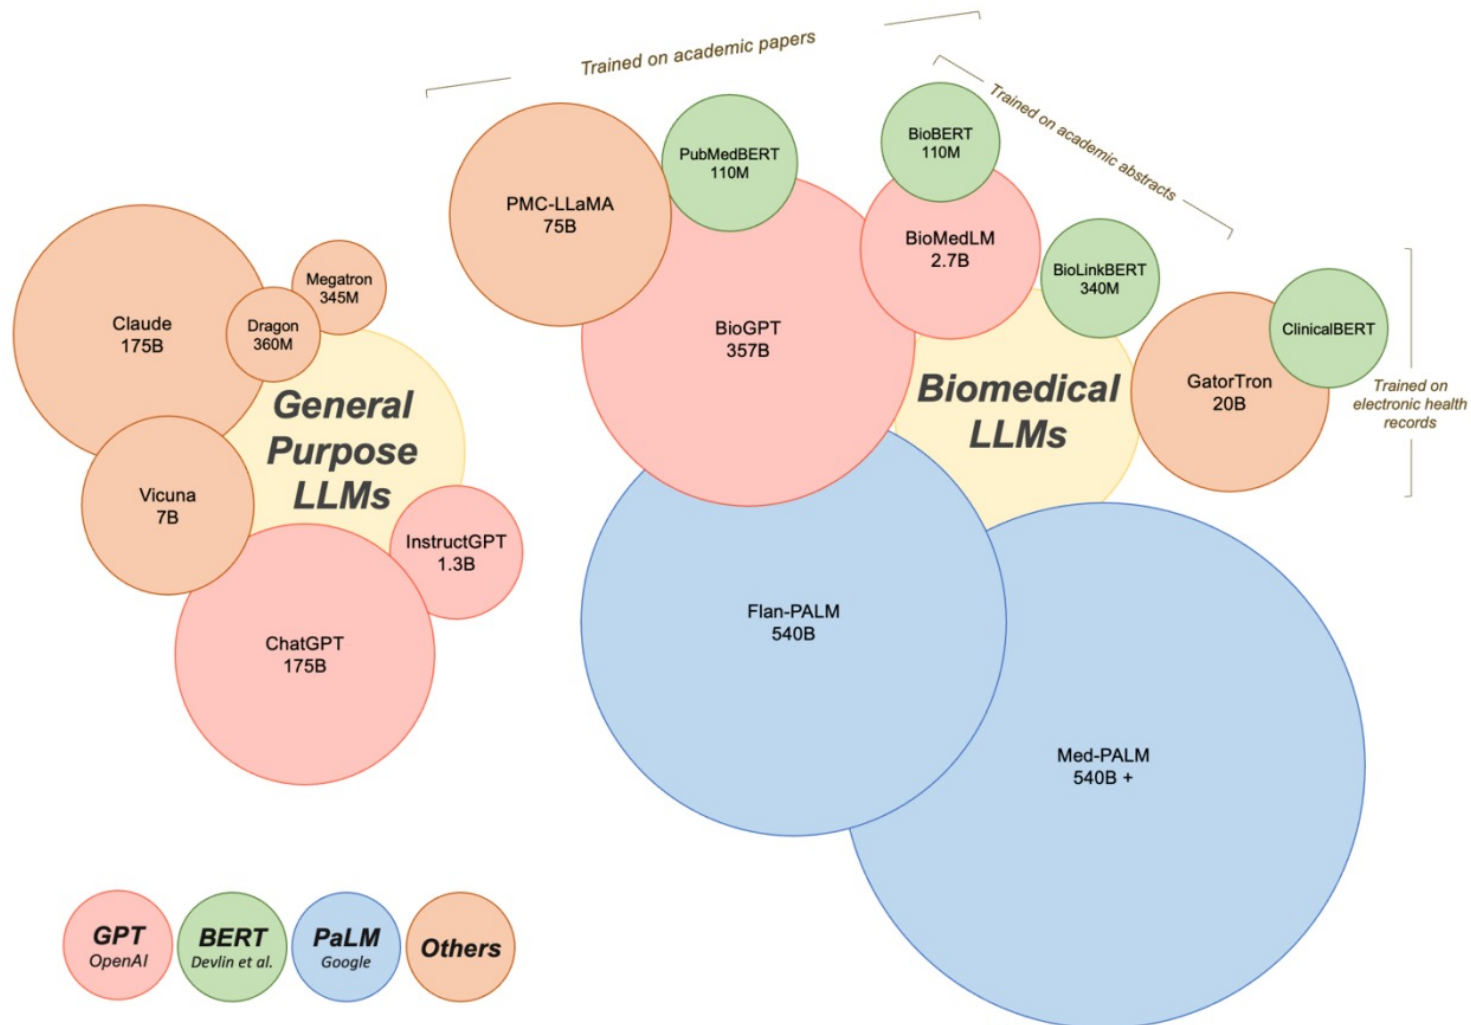 Trained on academic papers
Trained on academic abstracts
PMC-LLaMA
75B
PubMedBERT
110M
BioBERT
110M
BioMedLM
2.7B
BioLinkBERT
340M
BioGPT
357B
Biomedical
LLMs
GatorTron
20B
ClinicalBERT
Trained on
electronic health
records
Claude
175B
Megatron
345M
Dragon
360M
General
Purpose
LLMs
Vicuna
7B
InstructGPT
1.3B
ChatGPT
175B
Flan-PALM
540B
Med-PALM
540B +
GPT
OpenAI
BERT
Devlin et al.
PaLM
Google
Others